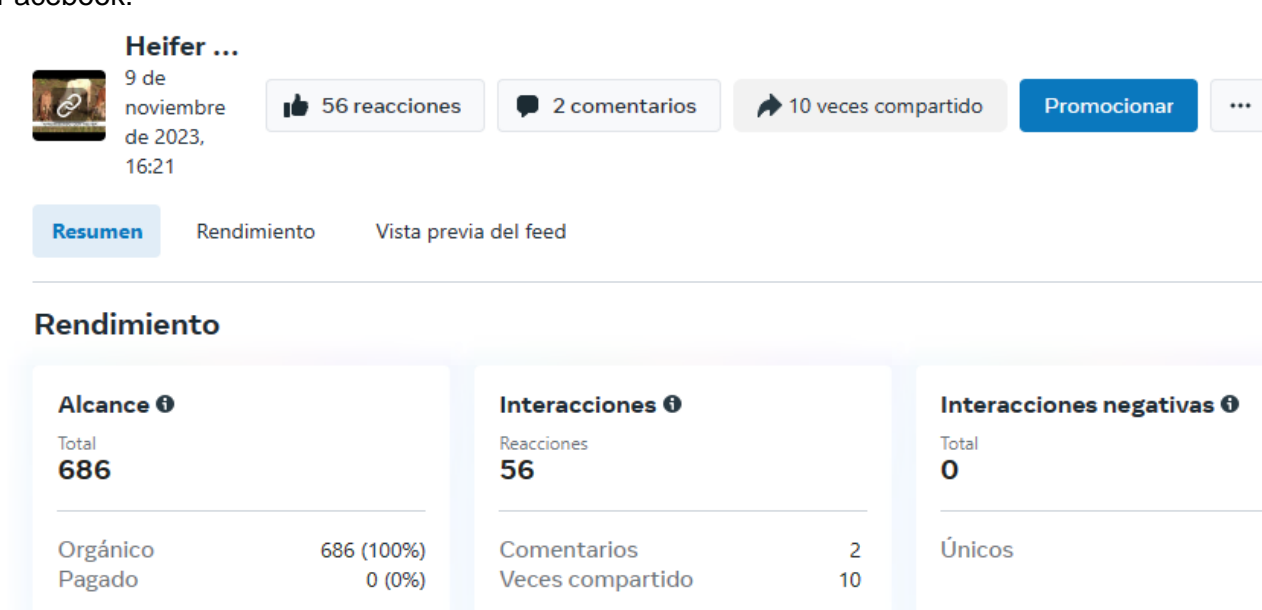 Facebook.
Heifer ...
9 de
noviembre
de 2023,
16:21
56 reacciones
2 comentarios
10 veces compartido
Promocionar
...
Resumen
Rendimiento
Vista previa del feed
Rendimiento
Alcance
Total
686
Orgánico 686 (100%)
Pagado 0 (0%)
Interacciones
Reacciones
56
Comentarios 2
Veces compartido 10
Interacciones negativas
Total
0
Únicos